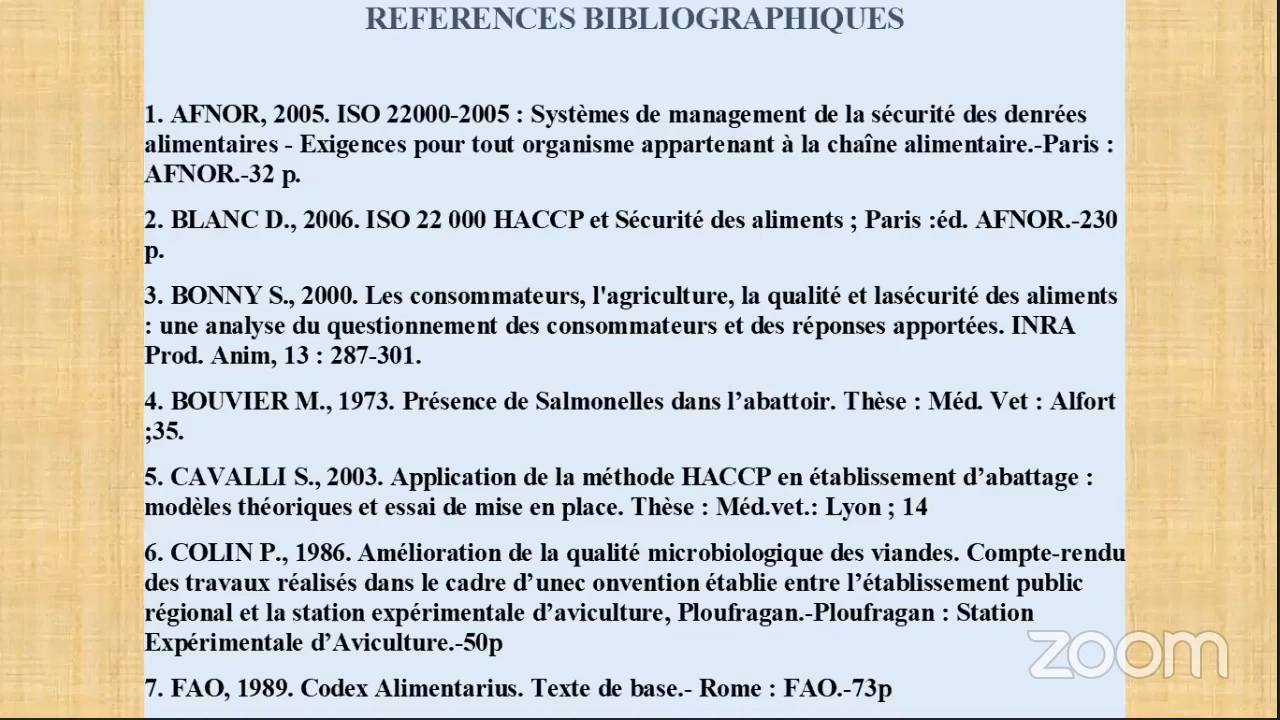 REFERENCES BIBLIOGRAPHIQUES
1. AFNOR, 2005. ISO 22000-2005 : Systèmes de management de la sécurité des denrées
alimentaires - Exigences pour tout organisme appartenant à la chaîne alimentaire.-Paris :
AFNOR.-32 p.
2. BLANC D., 2006. ISO 22 000 HACCP et Sécurité des aliments ; Paris :éd. AFNOR.-230
p.
3. BONNY S., 2000. Les consommateurs, l'agriculture, la qualité et lasécurité des aliments
: une analyse du questionnement des consommateurs et des réponses apportées. INRA
Prod. Anim, 13 : 287-301.
4. BOUVIER M., 1973. Présence de Salmonelles dans l’abattoir. Thèse : Méd. Vet : Alfort
;35.
5. CAVALLI S., 2003. Application de la méthode HACCP en établissement d’abattage :
modèles théoriques et essai de mise en place. Thèse : Méd.vet.: Lyon ; 14
6. COLIN P., 1986. Amélioration de la qualité microbiologique des viandes. Compte-rendu
des travaux réalisés dans le cadre d’unec onvention établie entre l’établissement public
régional et la station expérimentale d’aviculture, Ploufragan.-Ploufragan : Station
Expérimentale d’Aviculture.-50p
7. FAO, 1989. Codex Alimentarius. Texte de base.- Rome : FAO.-73p
zoom